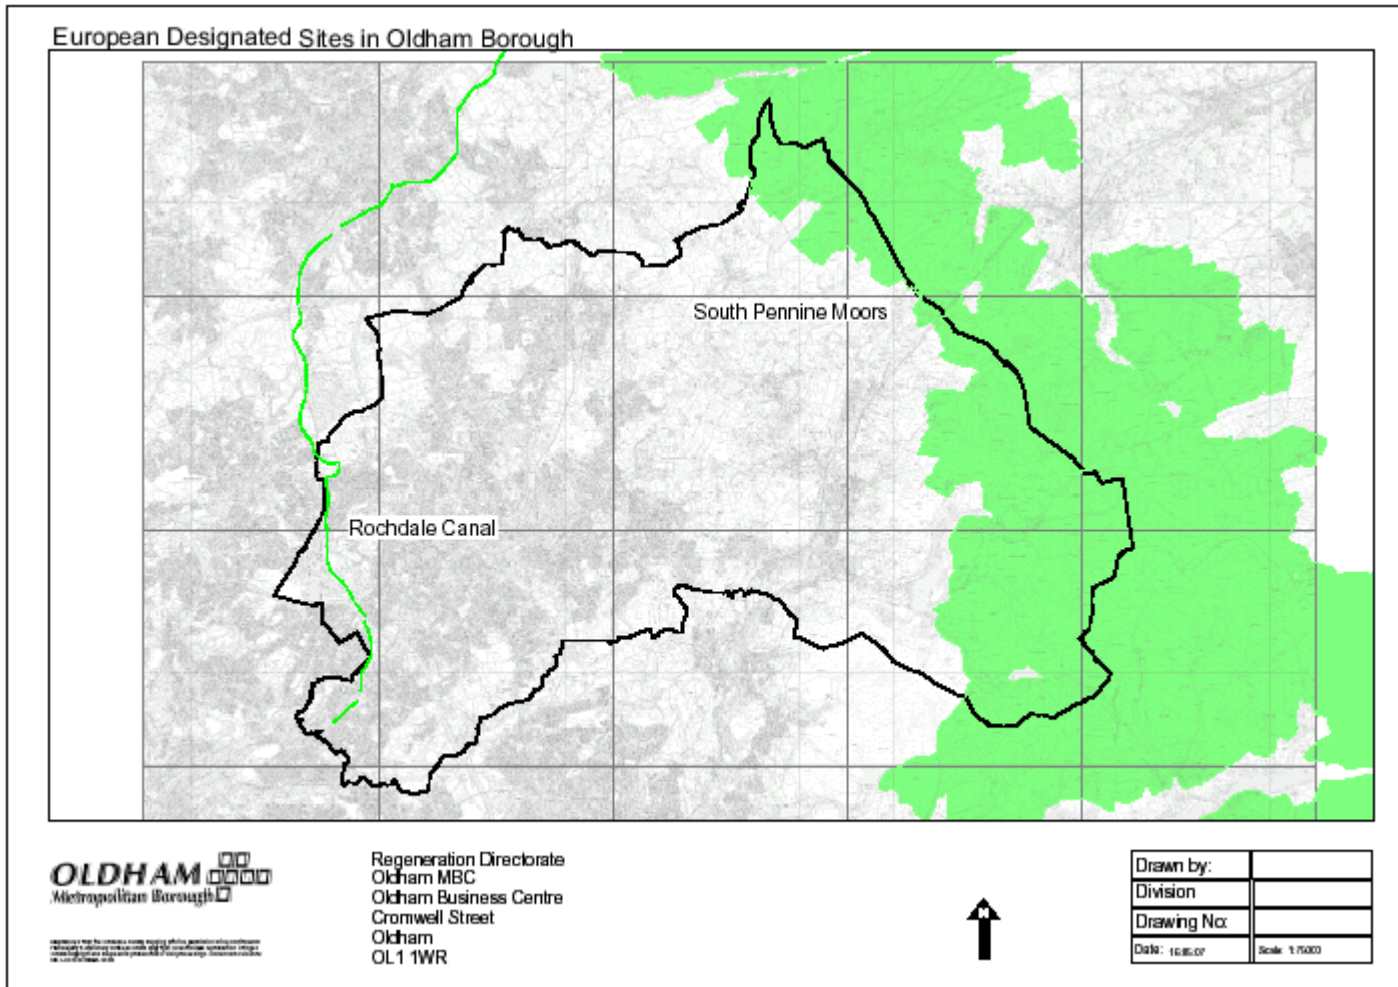 European Designated Sites in Oldham Borough
South Pennine Moors
Rochdale Canal
OLDHAM
Metropolitan Borough
Regeneration Directorate
Oldham MBC
Oldham Business Centre
Cromwell Street
Oldham
OL1 1WR
N
Drawn by:
Division
Drawing No:
Date:
Scale: